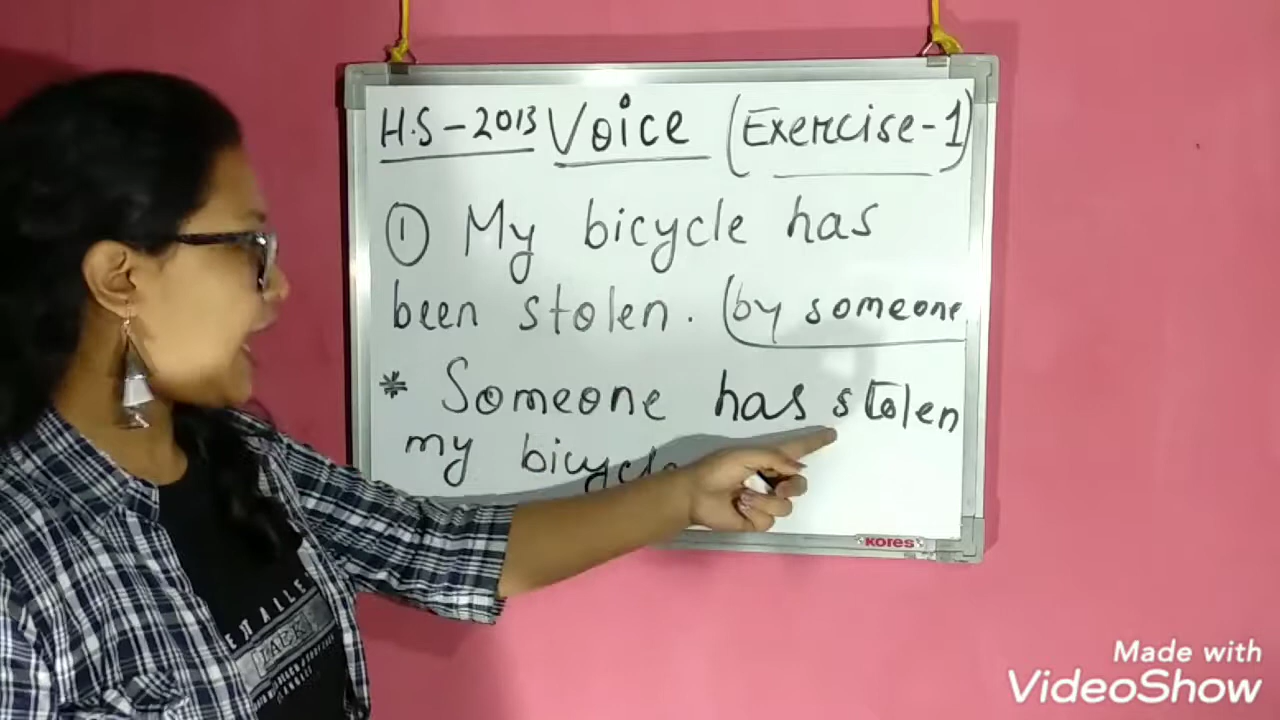 H.S - 2013 Voice (Exercise - 1)
① My bicycle has
been stolen. (by someone
* Someone has stolen
my bicycle
KORES
Made with
VideoShow